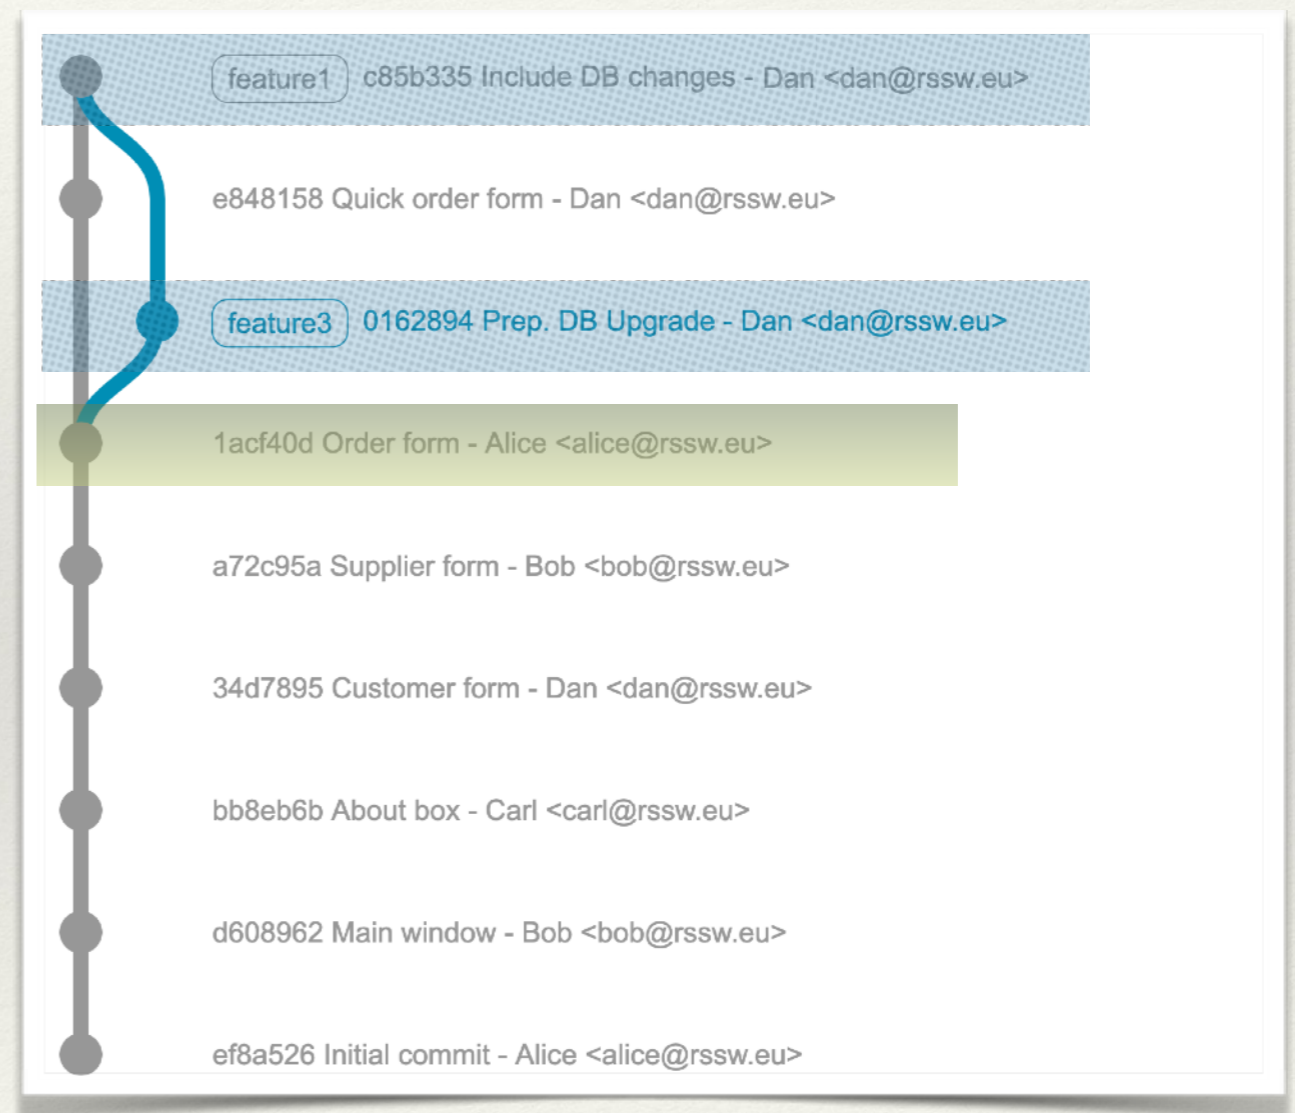 feature1 c85b335 Include DB changes - Dan <dan@rssw.eu>
e848158 Quick order form - Dan <dan@rssw.eu>
feature3 0162894 Prep. DB Upgrade - Dan <dan@rssw.eu>
1acf40d Order form - Alice <alice@rssw.eu>
a72c95a Supplier form - Bob <bob@rssw.eu>
34d7895 Customer form - Dan <dan@rssw.eu>
bb8eb6b About box - Carl <carl@rssw.eu>
d608962 Main window - Bob <bob@rssw.eu>
ef8a526 Initial commit - Alice <alice@rssw.eu>